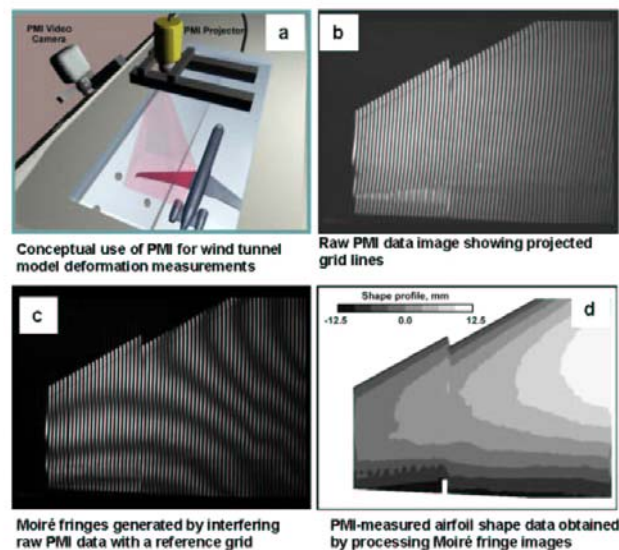 PMI Video
Camera
PMI Projector
a
b
Conceptual use of PMI for wind tunnel
model deformation measurements
Raw PMI data image showing projected
grid lines
c
Shape profile, mm
-12.5 0.0 12.5
d
Moiré fringes generated by interfering
raw PMI data with a reference grid
PMI-measured airfoil shape data obtained
by processing Moiré fringe images